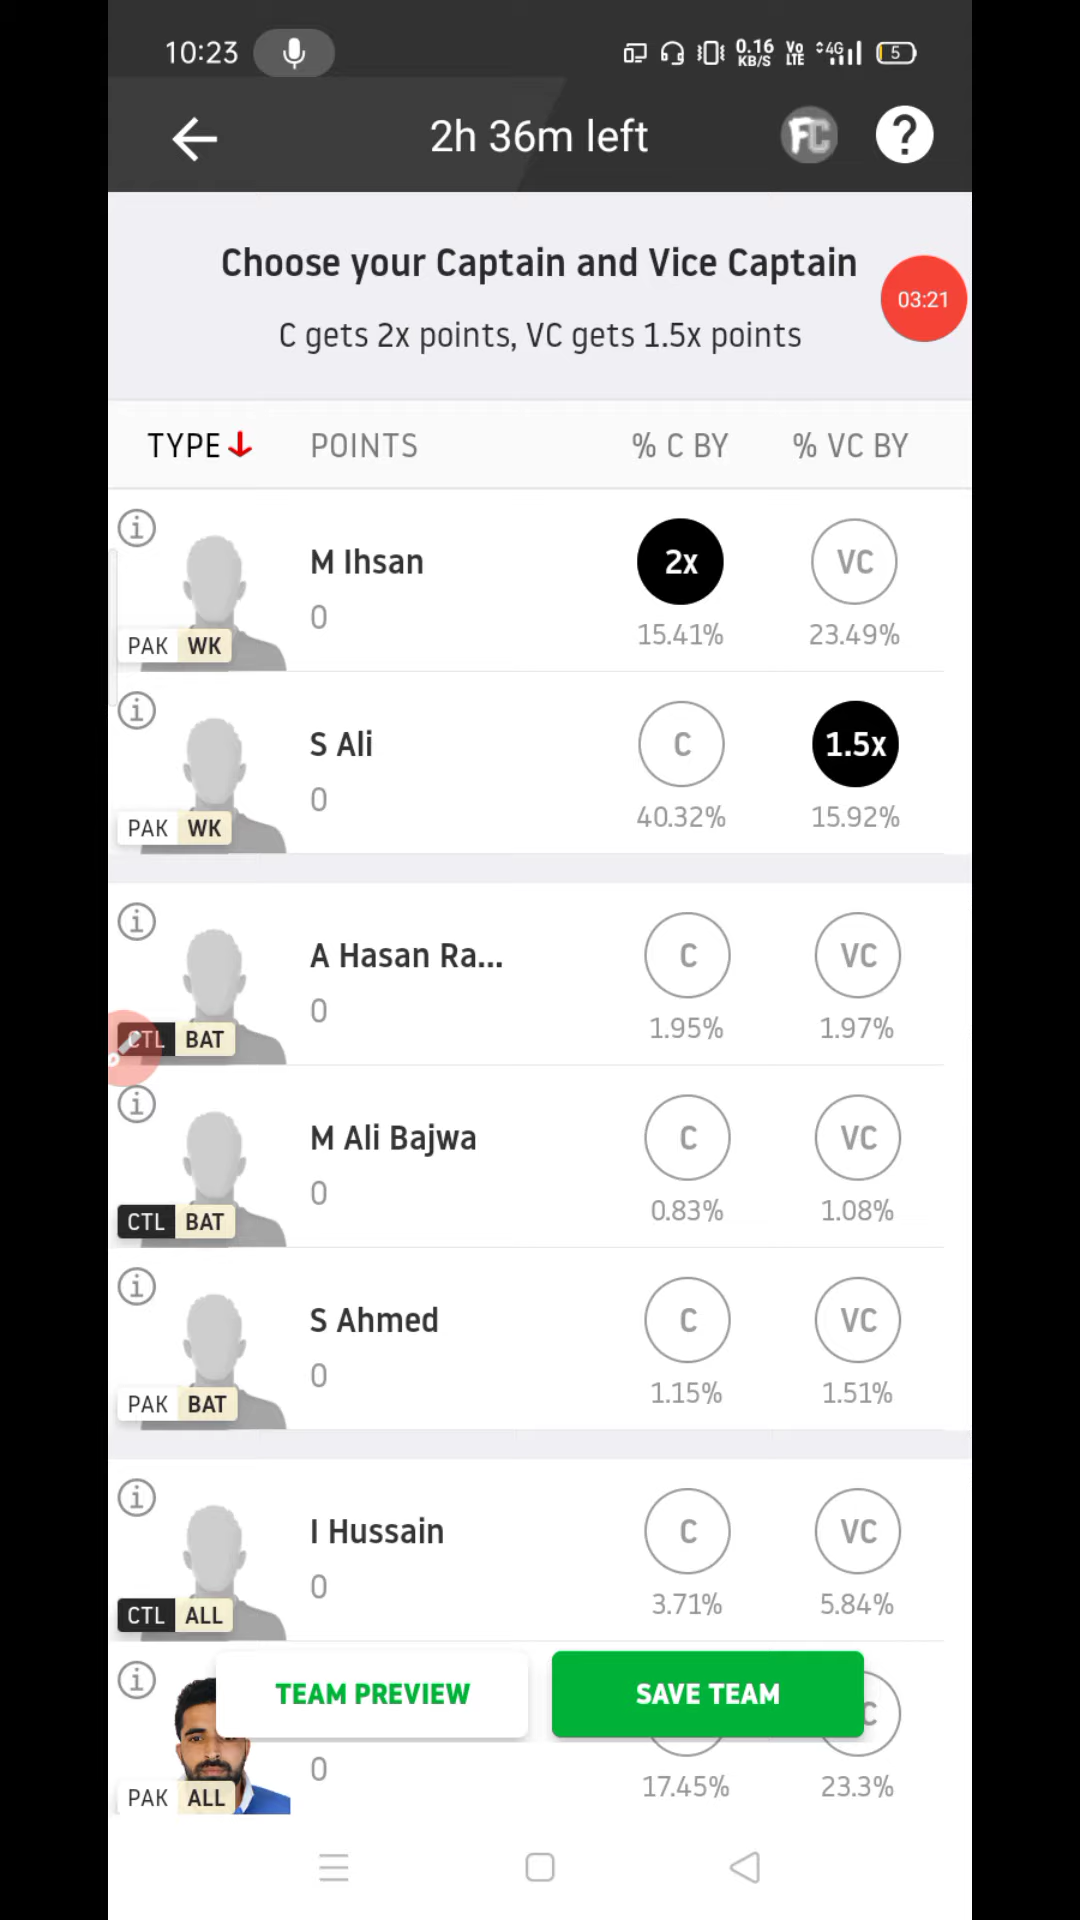 10:23
0.16 KB/S Vo LTE 4G 5
2h 36m left
FC ?
Choose your Captain and Vice Captain
03:21
C gets 2x points, VC gets 1.5x points
TYPE POINTS % C BY % VC BY
M Ihsan 2x VC
0 15.41% 23.49%
PAK WK
S Ali C 1.5x
0 40.32% 15.92%
PAK WK
A Hasan Ra... C VC
0 1.95% 1.97%
CTL BAT
M Ali Bajwa C VC
0 0.83% 1.08%
CTL BAT
S Ahmed C VC
0 1.15% 1.51%
PAK BAT
I Hussain C VC
0 3.71% 5.84%
CTL ALL
TEAM PREVIEW SAVE TEAM C
0 17.45% 23.3%
PAK ALL